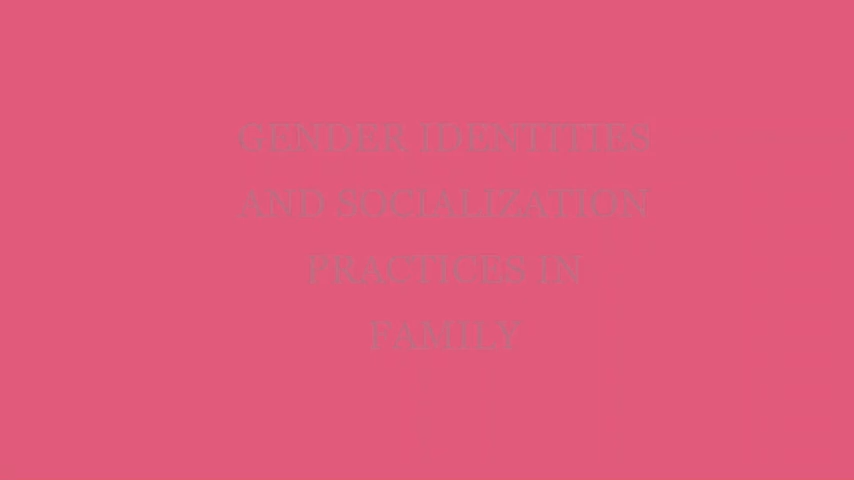 GENDER IDENTITIES
AND SOCIALIZATION
PRACTICES IN
FAMILY